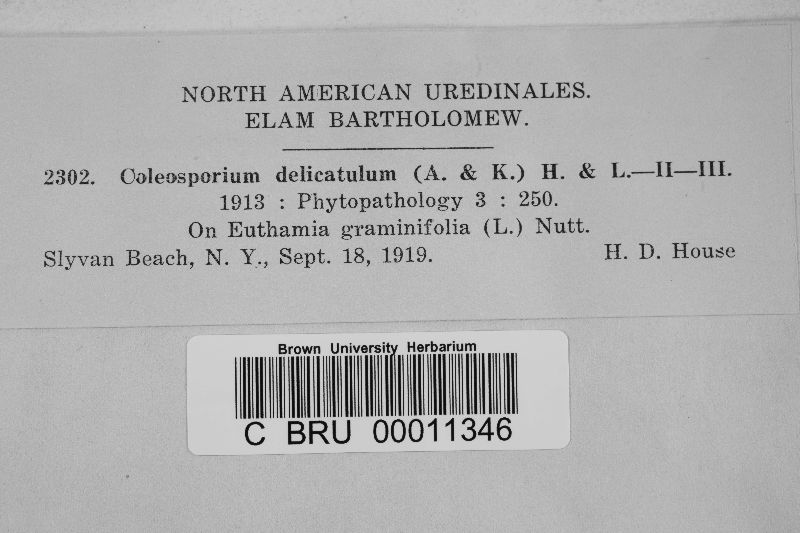 NORTH AMERICAN UREDINALES.
ELAM BARTHOLOMEW.
2302. Coleosporium delicatulum (A. & K.) H. & L.—II—III.
1913 : Phytopathology 3 : 250.
On Euthamia graminifolia (L.) Nutt.
Slyvan Beach, N. Y., Sept. 18, 1919. H. D. House
Brown University Herbarium
C BRU 00011346